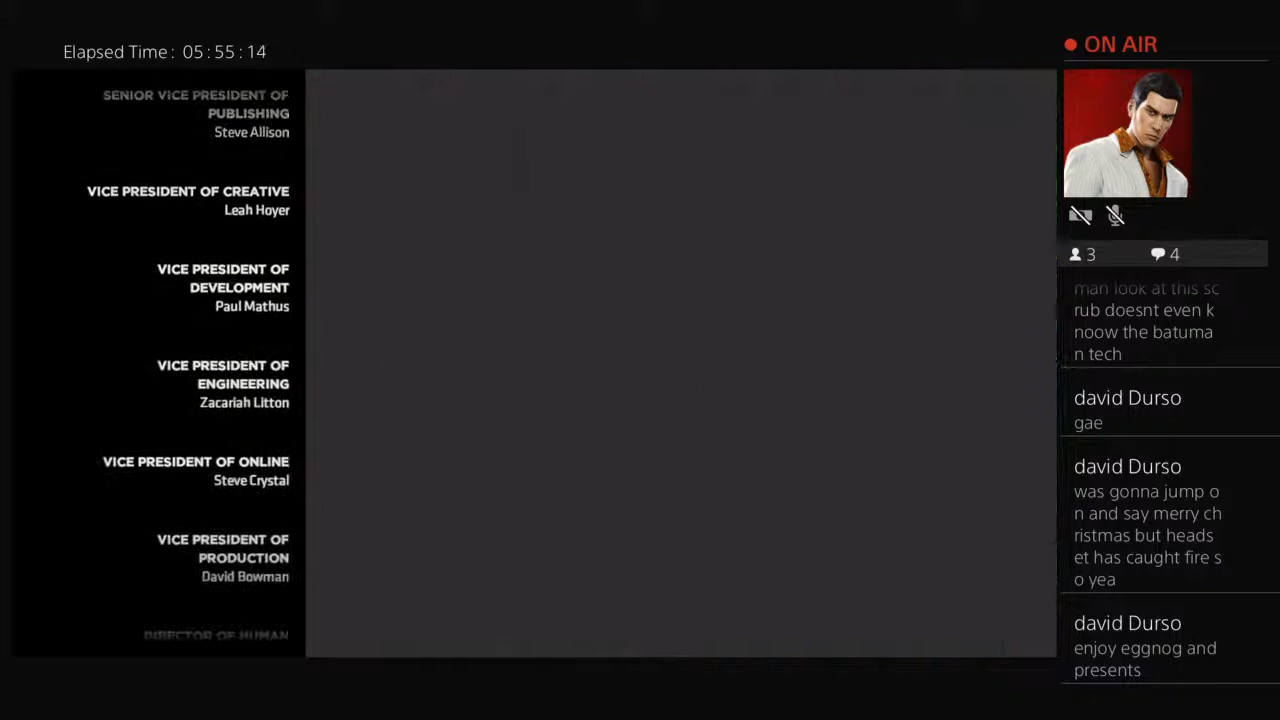 Elapsed Time: 05:55:14
SENIOR VICE PRESIDENT OF
PUBLISHING
Steve Allison
VICE PRESIDENT OF CREATIVE
Leah Hoyer
VICE PRESIDENT OF
DEVELOPMENT
Paul Mathus
VICE PRESIDENT OF
ENGINEERING
Zacariah Litton
VICE PRESIDENT OF ONLINE
Steve Crystal
VICE PRESIDENT OF
PRODUCTION
David Bowman
DIRECTOR OF HUMAN
ON AIR
3
4
man look at this sc
rub doesnt even k
noow the batuma
n tech
david Durso
gae
david Durso
was gonna jump o
n and say merry ch
ristmas but heads
et has caught fire s
o yea
david Durso
enjoy eggnog and
presents